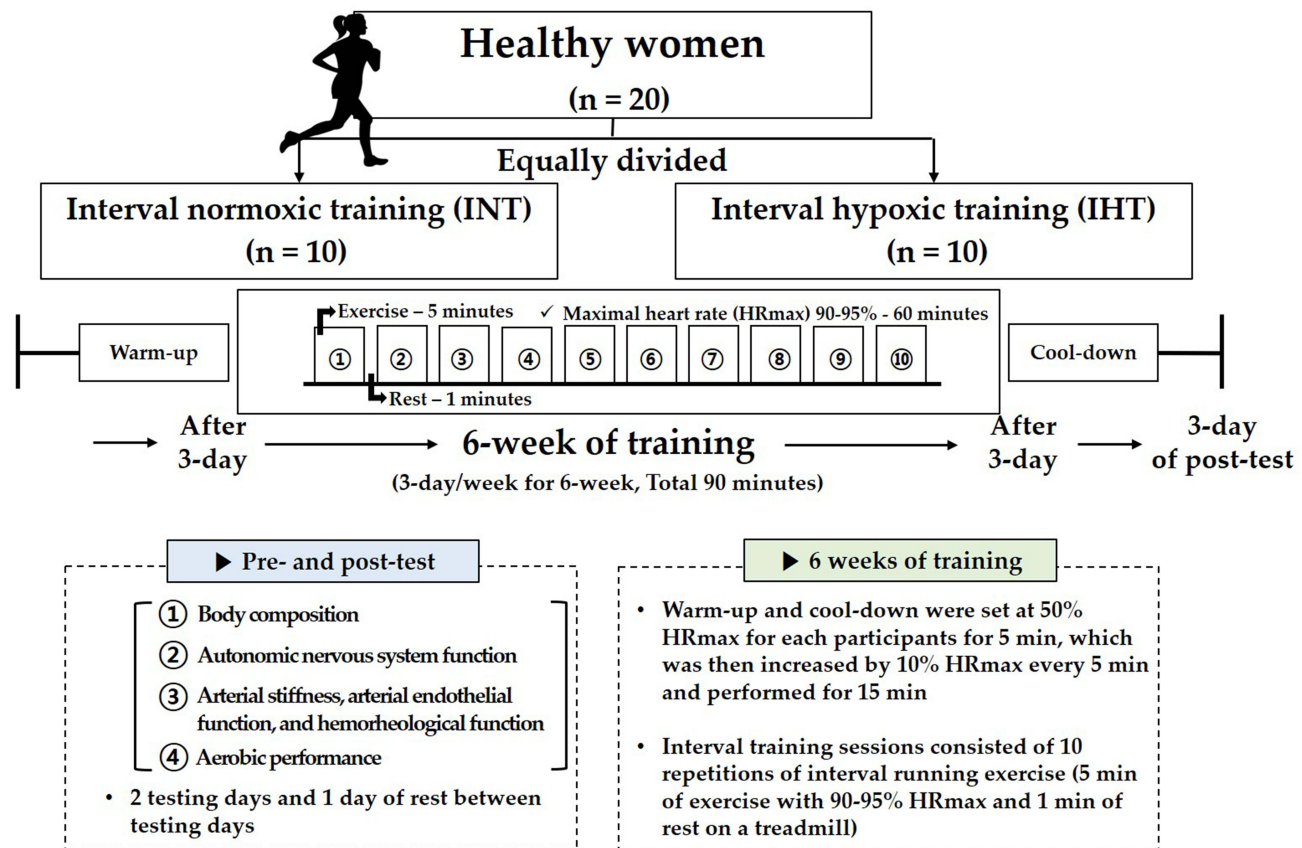 Healthy women
(n = 20)
Equally divided
Interval normoxic training (INT)
(n = 10)
Interval hypoxic training (IHT)
(n = 10)
Exercise – 5 minutes
✓ Maximal heart rate (HRmax) 90-95% - 60 minutes
Warm-up
① ② ③ ④ ⑤ ⑥ ⑦ ⑧ ⑨ ⑩
Cool-down
Rest – 1 minutes
After
3-day
6-week of training
(3-day/week for 6-week, Total 90 minutes)
After
3-day
3-day
of post-test
▶ Pre- and post-test
① Body composition
② Autonomic nervous system function
③ Arterial stiffness, arterial endothelial
function, and hemorheological function
④ Aerobic performance
• 2 testing days and 1 day of rest between
testing days
▶ 6 weeks of training
• Warm-up and cool-down were set at 50%
HRmax for each participants for 5 min, which
was then increased by 10% HRmax every 5 min
and performed for 15 min
• Interval training sessions consisted of 10
repetitions of interval running exercise (5 min
of exercise with 90-95% HRmax and 1 min of
rest on a treadmill)